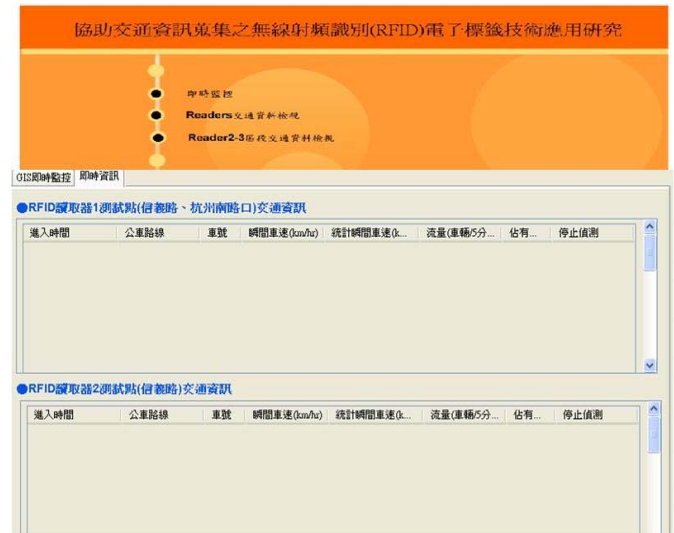 協助交通資訊蒐集之無線射頻識別(RFID)電子標籤技術應用研究
即時監控
Readers交通資料檢視
Reader2-3區段交通資料檢視
GIS即時監控 即時資訊
●RFID讀取器1測試點(信義路、杭州南路口)交通資訊
進入時間 公車路線 車號 瞬間車速(km/hr) 統計瞬間車速(k... 流量(車輛/5分... 佔有... 停止偵測
●RFID讀取器2測試點(信義路)交通資訊
進入時間 公車路線 車號 瞬間車速(km/hr) 統計瞬間車速(k... 流量(車輛/5分... 佔有... 停止偵測